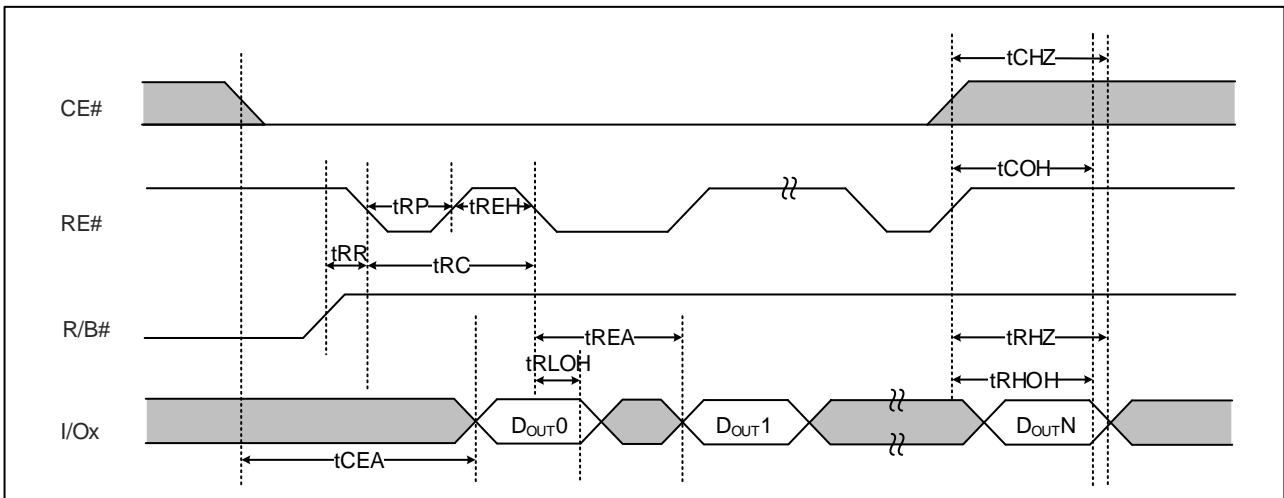 tCHZ
CE#
tCOH
tRP
tREH
RE#
tRR
tRC
R/B#
tREA
tRHZ
tRLOH
tRHOH
I/Ox
DOUT0
DOUT1
DOUTN
tCEA